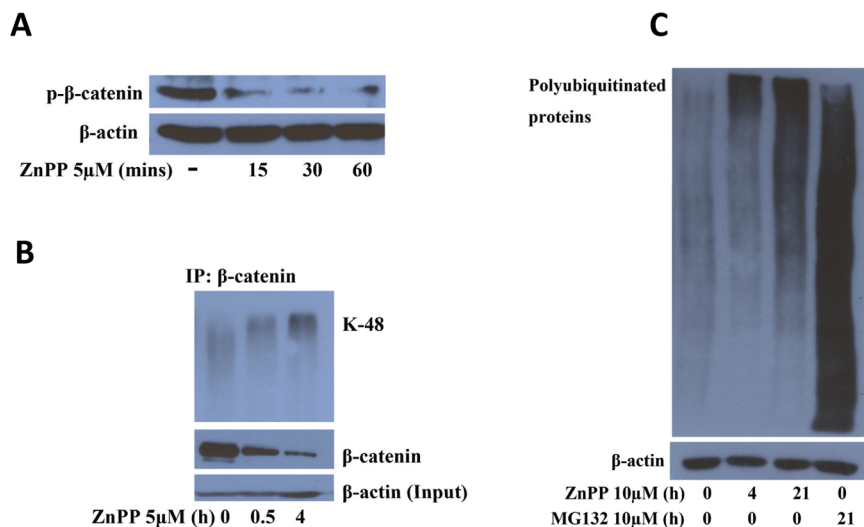 A
p-β-catenin
β-actin
ZnPP 5μM (mins) - 15 30 60
B
IP: β-catenin
K-48
β-catenin
β-actin (Input)
ZnPP 5μM (h) 0 0.5 4
C
Polyubiquitinated
proteins
β-actin
ZnPP 10μM (h) 0 4 21 0
MG132 10μM (h) 0 0 0 21